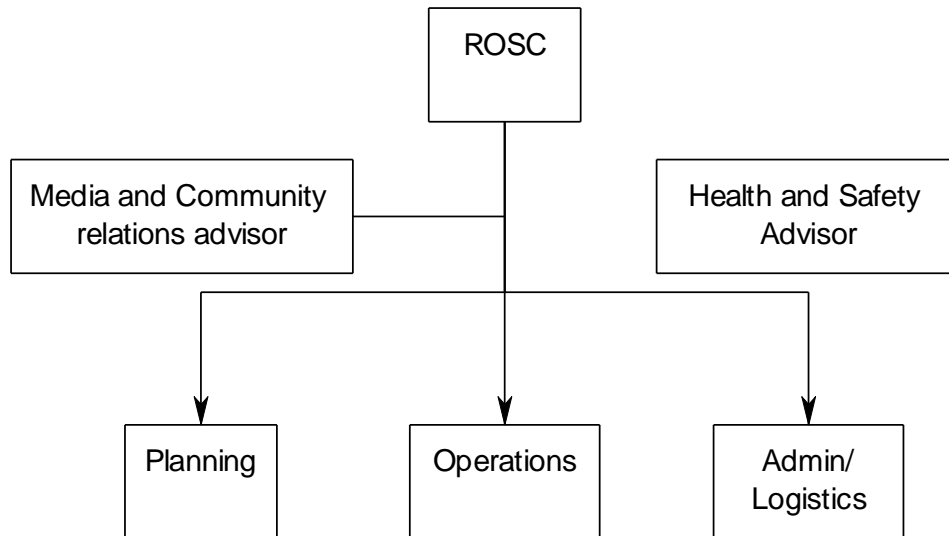 ROSC
Media and Community
relations advisor
Health and Safety
Advisor
Planning
Operations
Admin/
Logistics